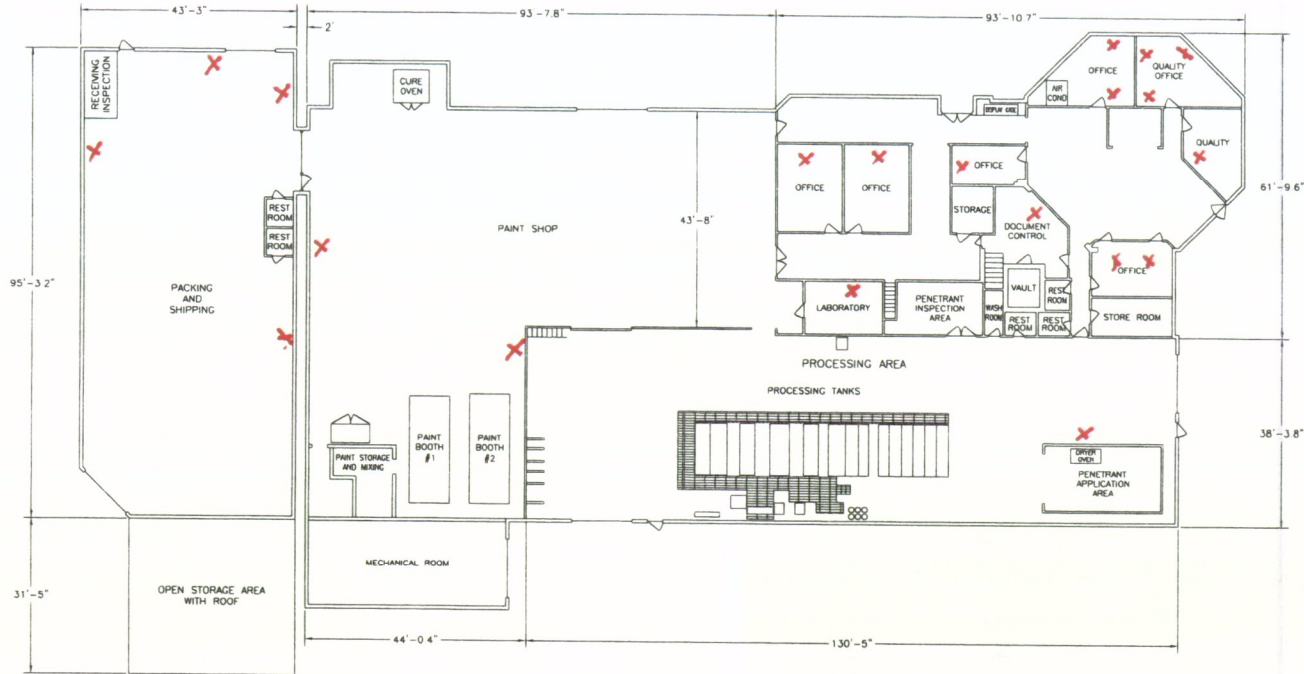 43'-3"
93'-7.8"
93'-10 7"
2'
RECEIVING
INSPECTION
CURE
OVEN
OFFICE
QUALITY
OFFICE
AIR
COND
DISPLAY CASE
QUALITY
OFFICE
OFFICE
OFFICE
61'-9.6"
REST
ROOM
REST
ROOM
STORAGE
43'-8"
PAINT SHOP
DOCUMENT
CONTROL
95'-3.2"
PACKING
AND
SHIPPING
OFFICE
VAULT
REST
ROOM
LABORATORY
PENETRANT
INSPECTION
AREA
WASH
ROOM
REST
ROOM
REST
ROOM
STORE ROOM
PROCESSING AREA
PROCESSING TANKS
38'-3.8"
PAINT STORAGE
AND MIXING
PAINT
BOOTH
#1
PAINT
BOOTH
#2
DRYER
OVEN
PENETRANT
APPLICATION
AREA
MECHANICAL ROOM
31'-5"
OPEN STORAGE AREA
WITH ROOF
44'-0 4"
130'-5"